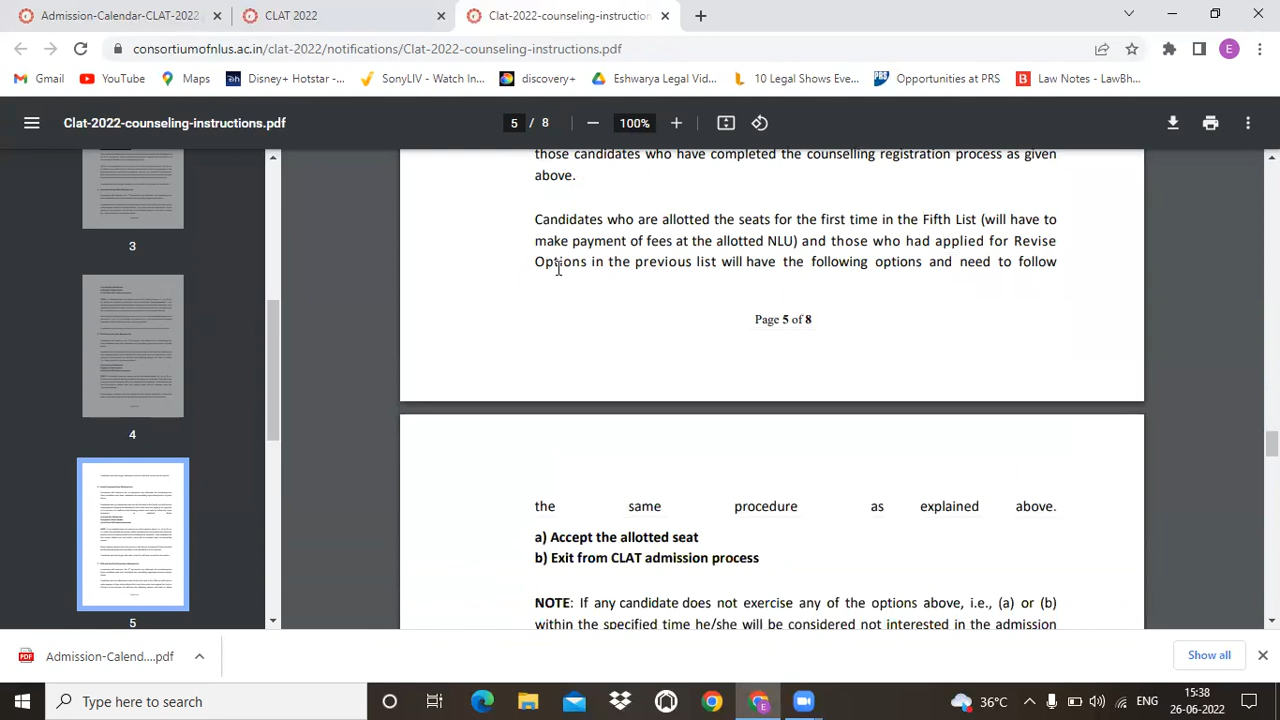 Admission-Calendar-CLAT-2022
CLAT 2022
Clat-2022-counseling-instruction
consortiumofnlus.ac.in/clat-2022/notifications/Clat-2022-counseling-instructions.pdf
E
Gmail
YouTube
Maps
Disney+ Hotstar -...
SonyLIV - Watch In...
discovery+
Eshwarya Legal Vid...
10 Legal Shows Eve...
PRS
Opportunities at PRS
B
Law Notes - LawBh...
Clat-2022-counseling-instructions.pdf
5 / 8
100%
3
4
5
those candidates who have completed the counselling registration process as given
above.
Candidates who are allotted the seats for the first time in the Fifth List (will have to
make payment of fees at the allotted NLU) and those who had applied for Revise
Options in the previous list will have the following options and need to follow
Page 5 of 8
the same procedure as explained above.
a) Accept the allotted seat
b) Exit from CLAT admission process
NOTE: If any candidate does not exercise any of the options above, i.e., (a) or (b)
within the specified time he/she will be considered not interested in the admission
PDF
Admission-Calend....pdf
Show all
Type here to search
E
36°C
ENG
15:38
26-06-2022